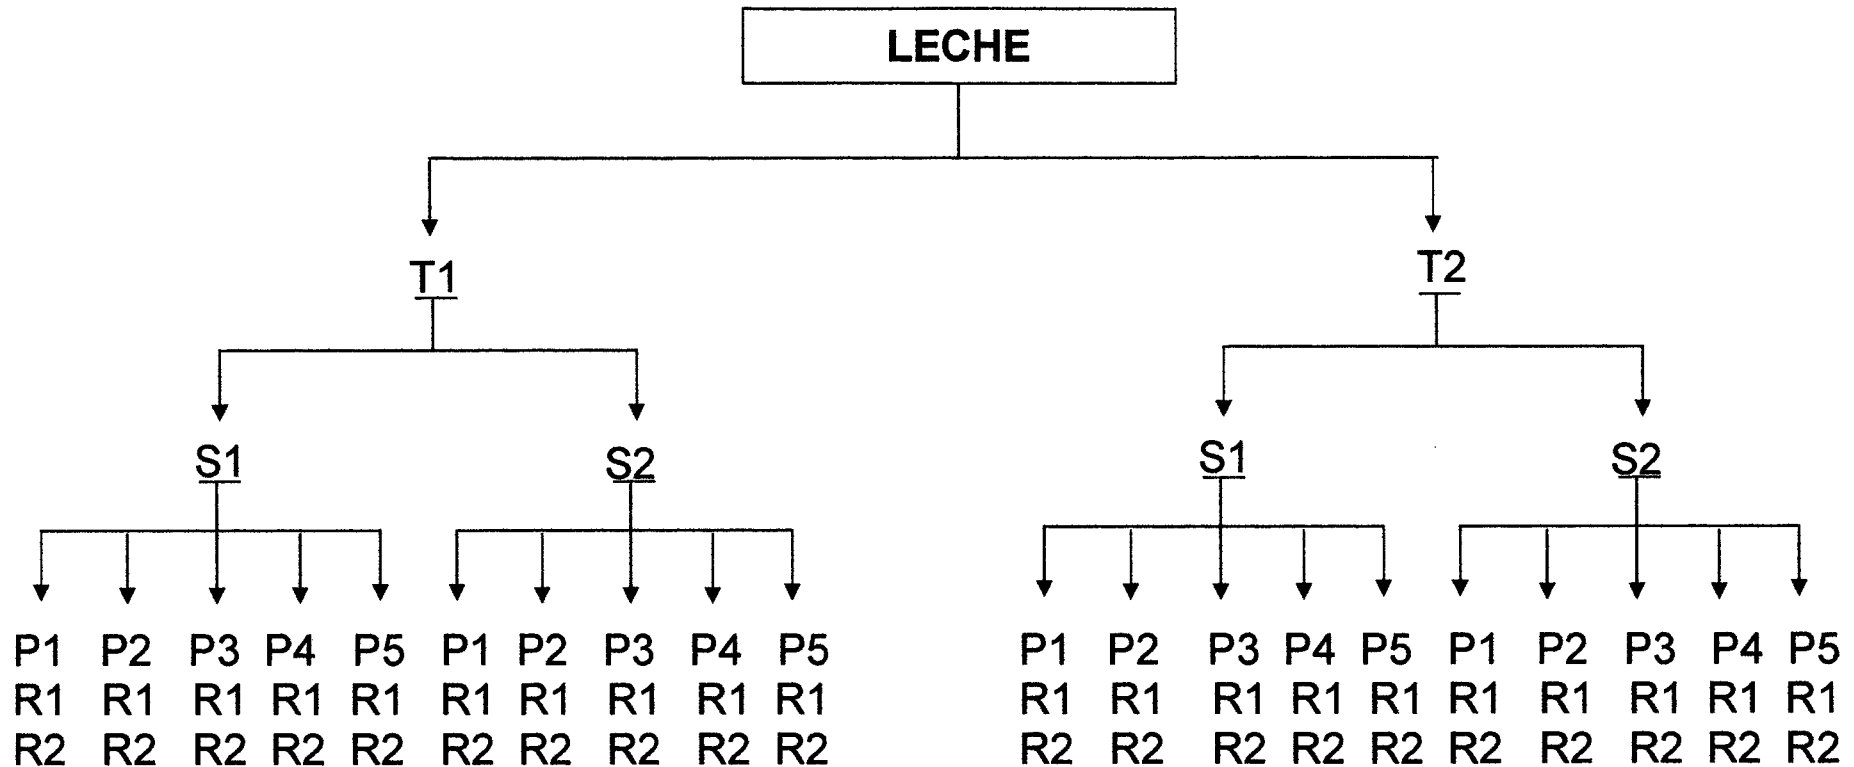 LECHE
T1 T2
S1 S2 S1 S2
P1 P2 P3 P4 P5 P1 P2 P3 P4 P5 P1 P2 P3 P4 P5 P1 P2 P3 P4 P5
R1 R1 R1 R1 R1 R1 R1 R1 R1 R1 R1 R1 R1 R1 R1 R1 R1 R1 R1 R1
R2 R2 R2 R2 R2 R2 R2 R2 R2 R2 R2 R2 R2 R2 R2 R2 R2 R2 R2 R2